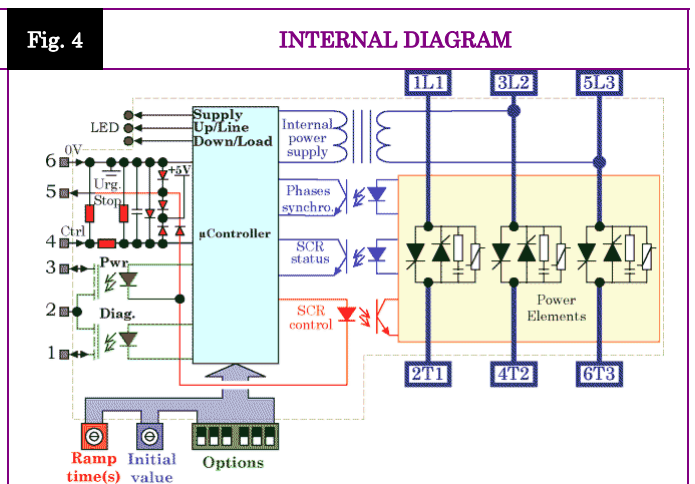 Fig. 4
INTERNAL DIAGRAM
1L1
3L2
5L3
LED
Supply
Up/Line
Down/Load
Internal
power
supply
6
0V
+5V
Urg.
Stop
5
Phases
synchro.
Ctrl
4
µController
SCR
status
3
Pwr
2
Diag.
SCR
control
Power
Elements
1
2T1
4T2
6T3
Ramp
time(s)
Initial
value
Options